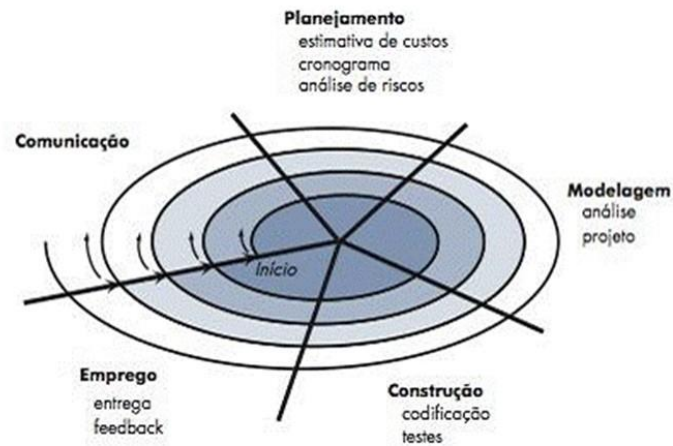 Planejamento
estimativa de custos
cronograma
análise de riscos
Comunicação
Modelagem
análise
projeto
Início
Emprego
entrega
feedback
Construção
codificação
testes